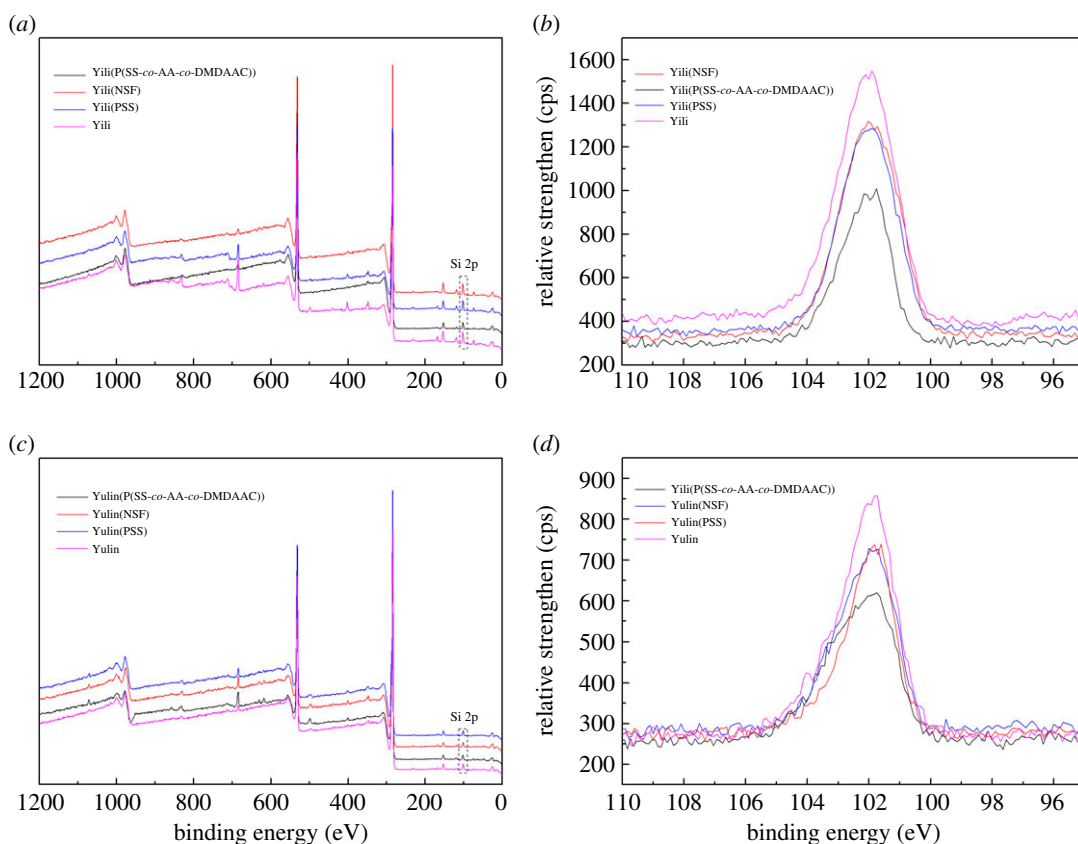 (a)
Yili(P(SS-co-AA-co-DMDAAC))
Yili(NSF)
Yili(PSS)
Yili
Si 2p
1200 1000 800 600 400 200 0
(b)
relative strengthen (cps)
1600
1400
1200
1000
800
600
400
200
Yili(NSF)
Yili(P(SS-co-AA-co-DMDAAC))
Yili(PSS)
Yili
110 108 106 104 102 100 98 96
(c)
Yulin(P(SS-co-AA-co-DMDAAC))
Yulin(NSF)
Yulin(PSS)
Yulin
Si 2p
1200 1000 800 600 400 200 0
binding energy (eV)
(d)
relative strengthen (cps)
900
800
700
600
500
400
300
200
Yili(P(SS-co-AA-co-DMDAAC))
Yulin(NSF)
Yulin(PSS)
Yulin
110 108 106 104 102 100 98 96
binding energy (eV)